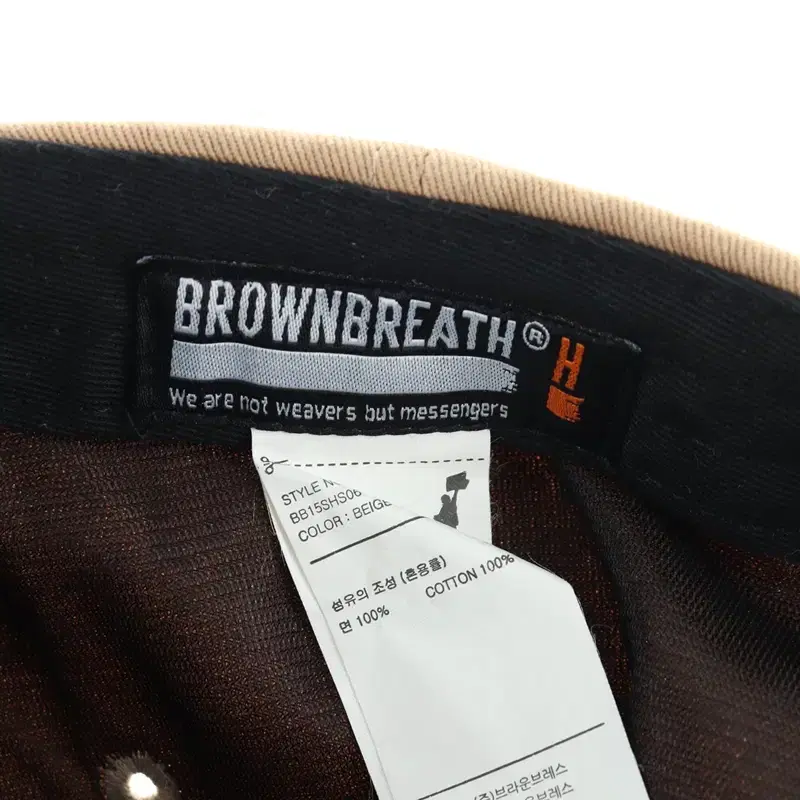 BROWNBREATH® H
We are not weavers but messengers
STYLE
BB15SHS06
COLOR : BEIGE
섬유의 조성 (혼용률)
면 100% COTTON 100%
(주)브라운브레스